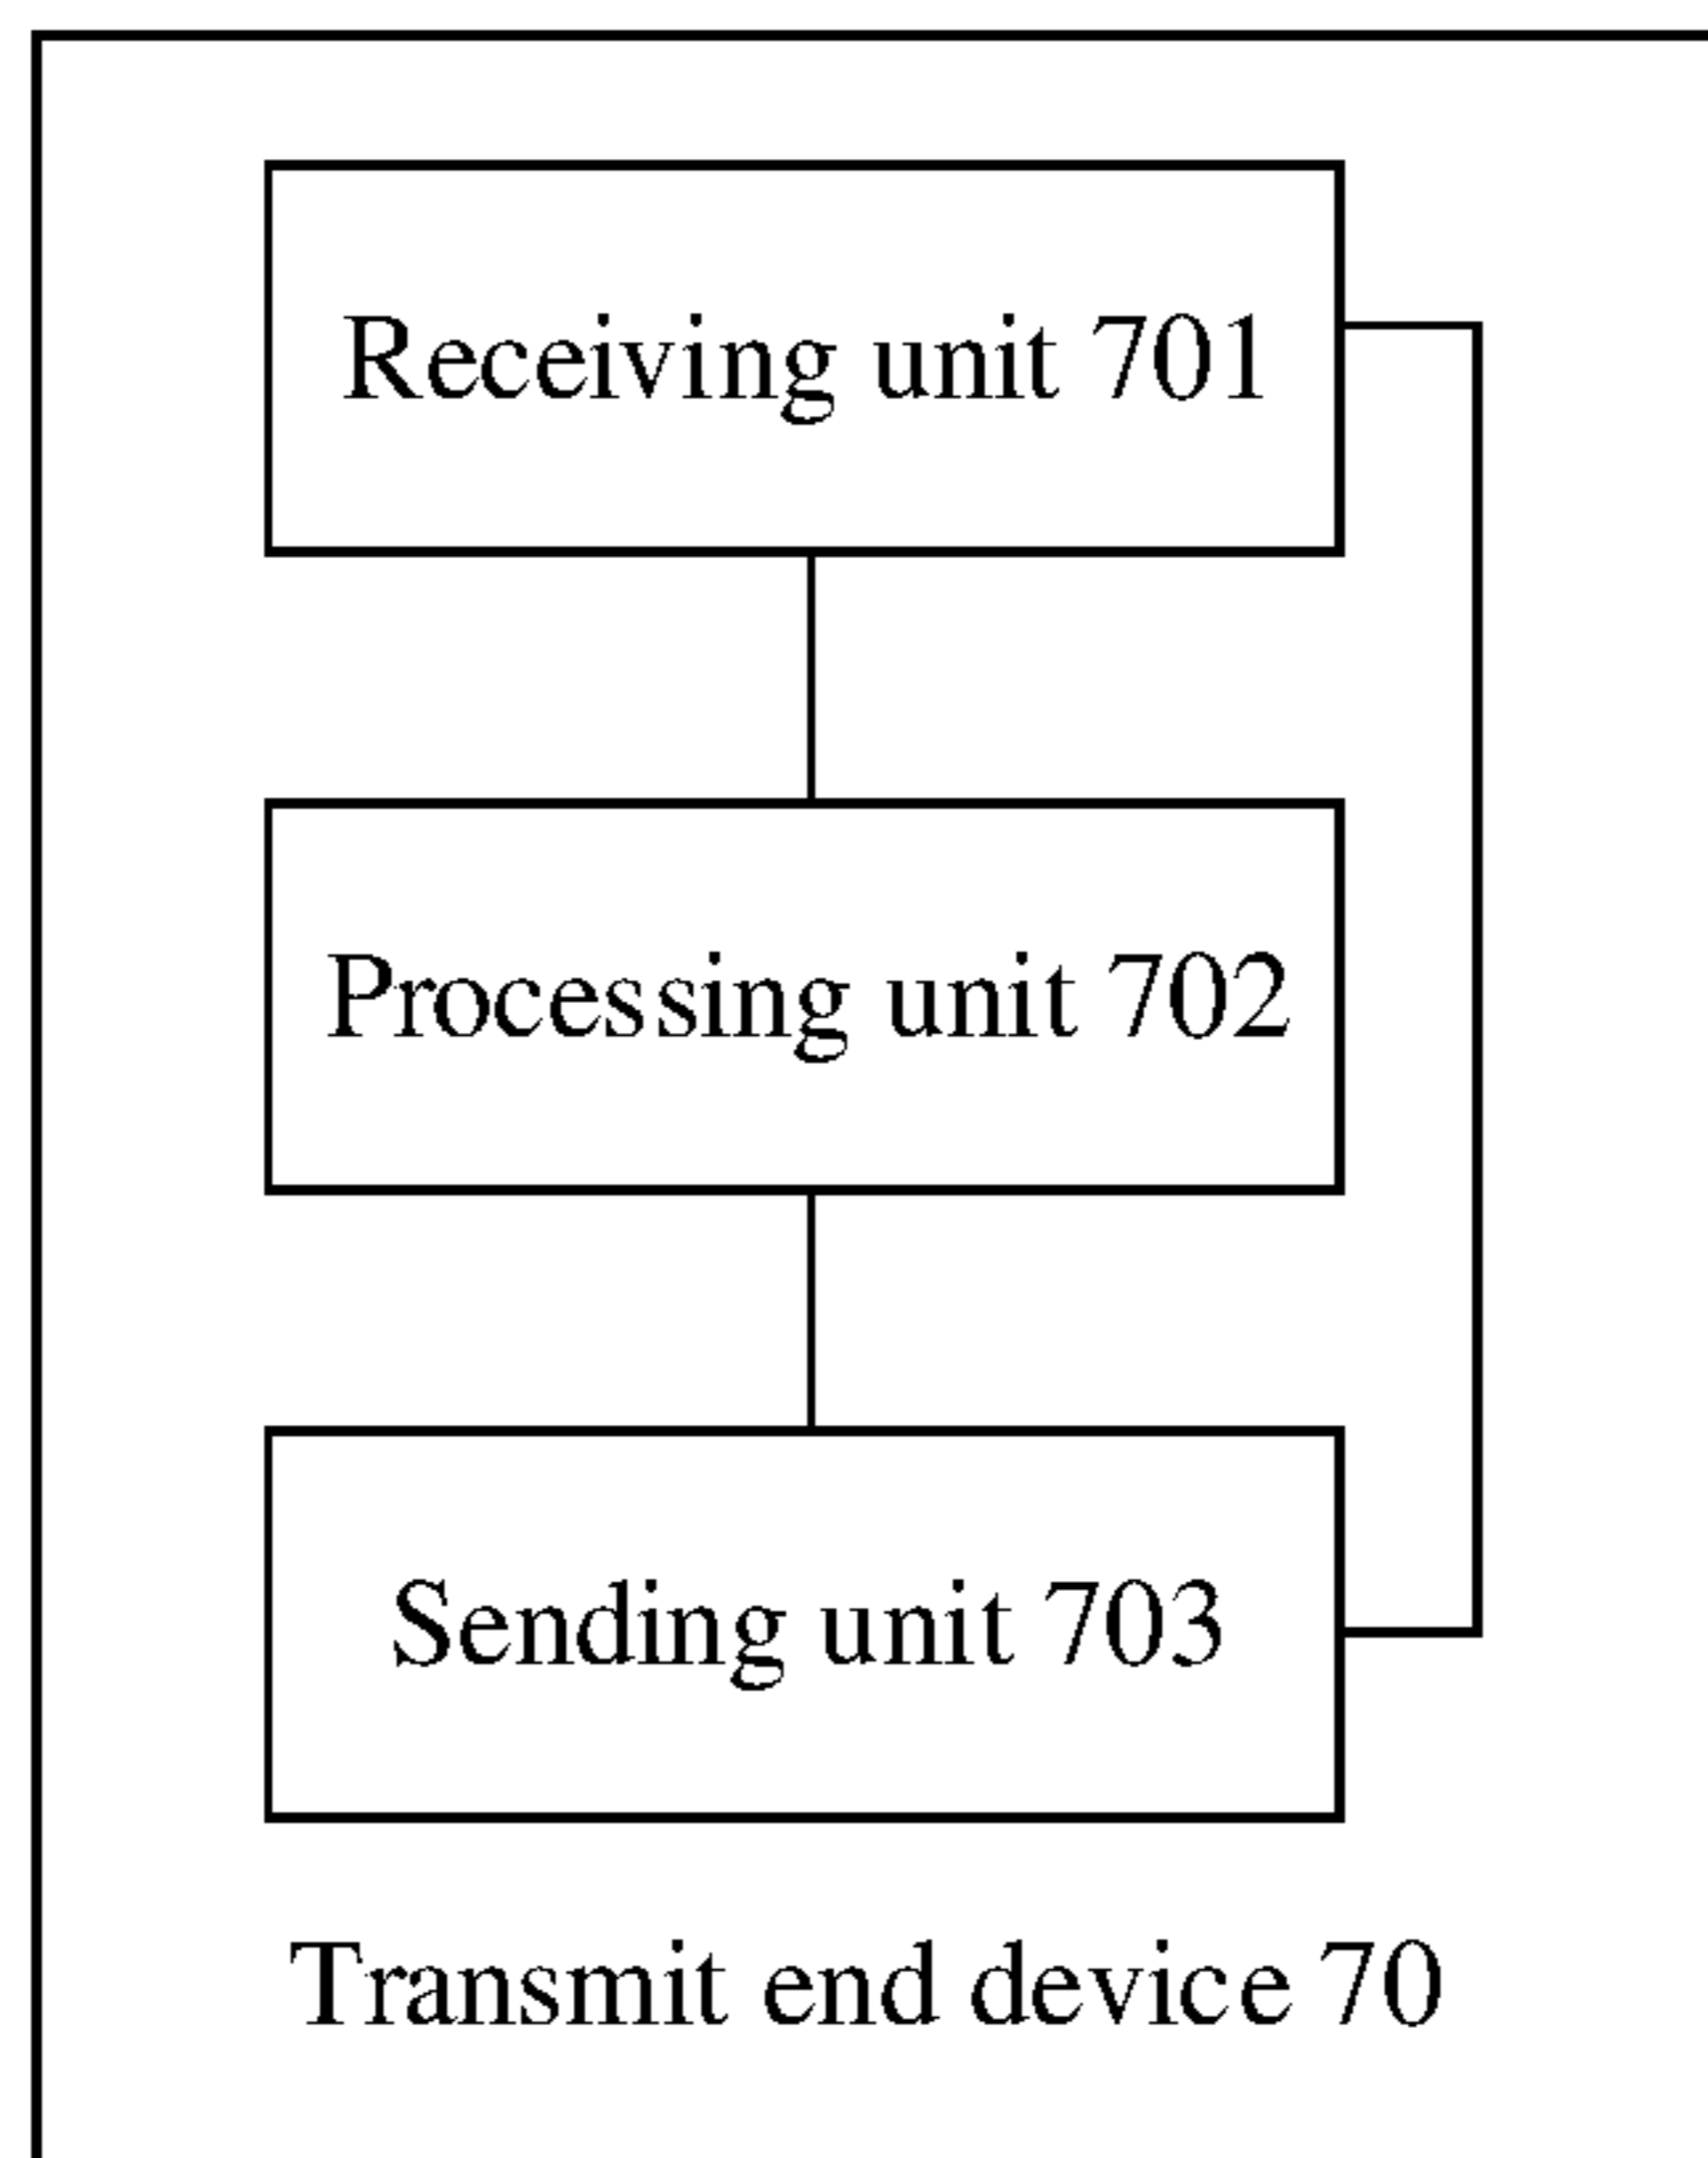 Receiving unit 701
Processing unit 702
Sending unit 703
Transmit end device 70